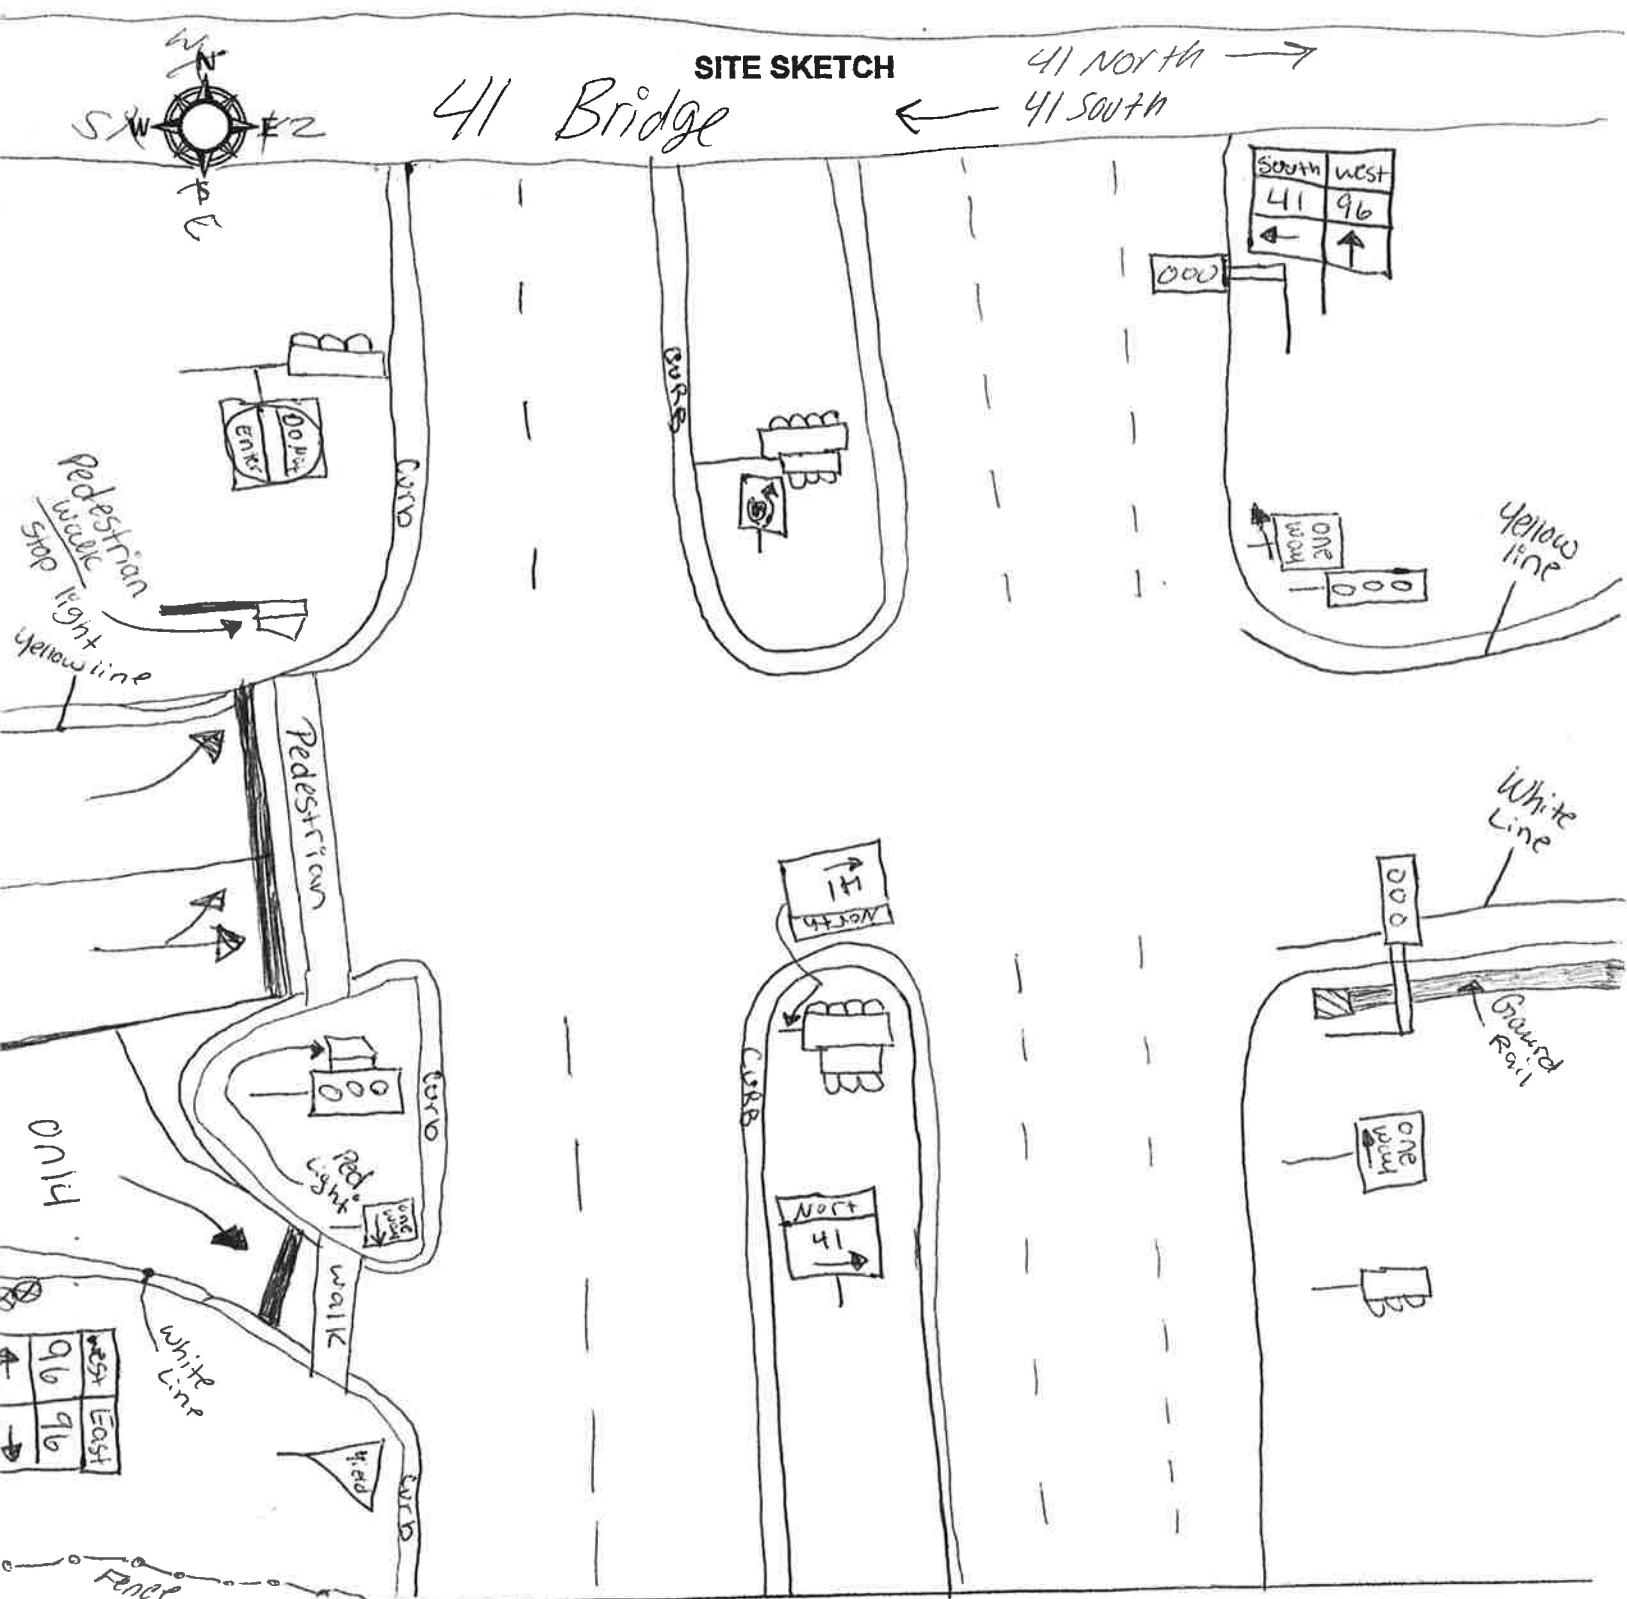 SITE SKETCH
41 Bridge
41 North
41 South
W
N
S
W
E
S
E
South West
41 96
Do Not
Enter
Curb
CURB
Pedestrian
walk
Stop light
yellow line
one
way
yellow
line
Pedestrian
White
Line
41
North
Guard
Rail
Curb
CURB
only
Ped
Light
one
way
Nort
41
one
way
walk
White
Line
West East
96 96
Yield
Curb
Fence